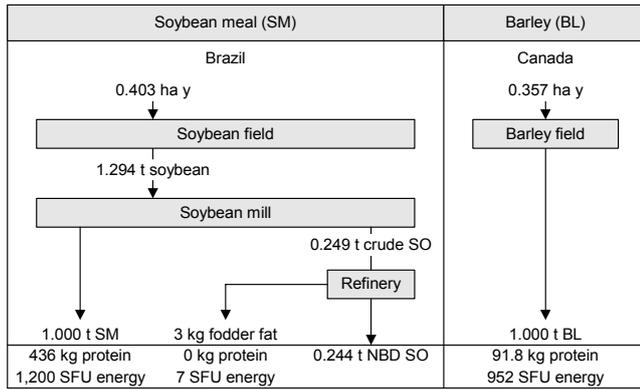 Soybean meal (SM)
Barley (BL)
Brazil
Canada
0.403 ha y
0.357 ha y
Soybean field
Barley field
1.294 t soybean
Soybean mill
0.249 t crude SO
Refinery
1.000 t SM
3 kg fodder fat
1.000 t BL
436 kg protein
0 kg protein
0.244 t NBD SO
91.8 kg protein
1,200 SFU energy
7 SFU energy
952 SFU energy